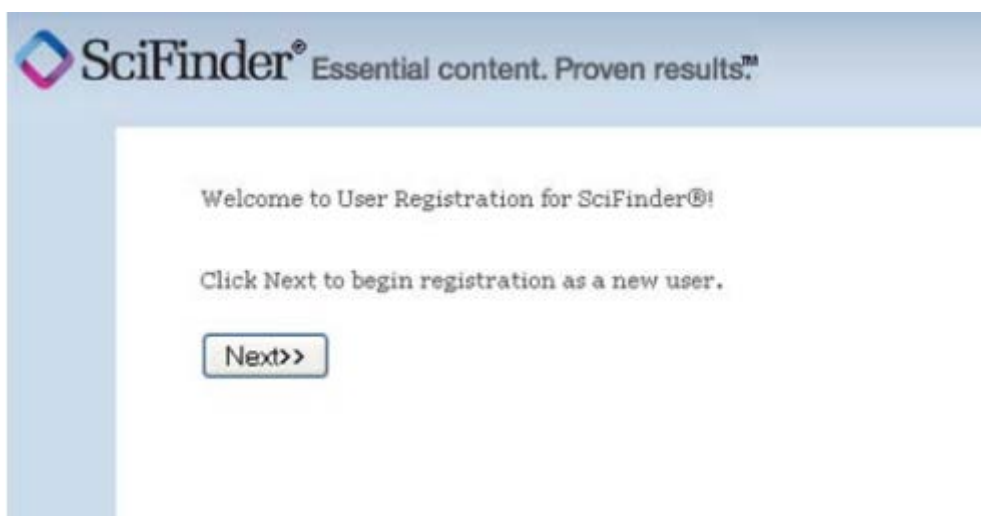 SciFinder® Essential content. Proven results.™
Welcome to User Registration for SciFinder®!
Click Next to begin registration as a new user.
Next>>